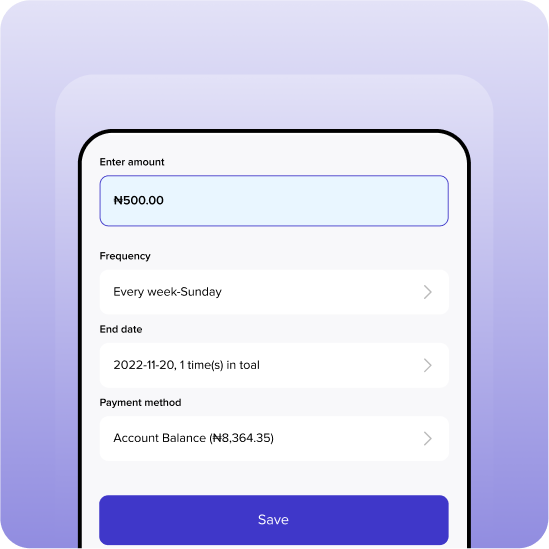 Enter amount
₦500.00
Frequency
Every week-Sunday
End date
2022-11-20, 1 time(s) in toal
Payment method
Account Balance (₦8,364.35)
Save